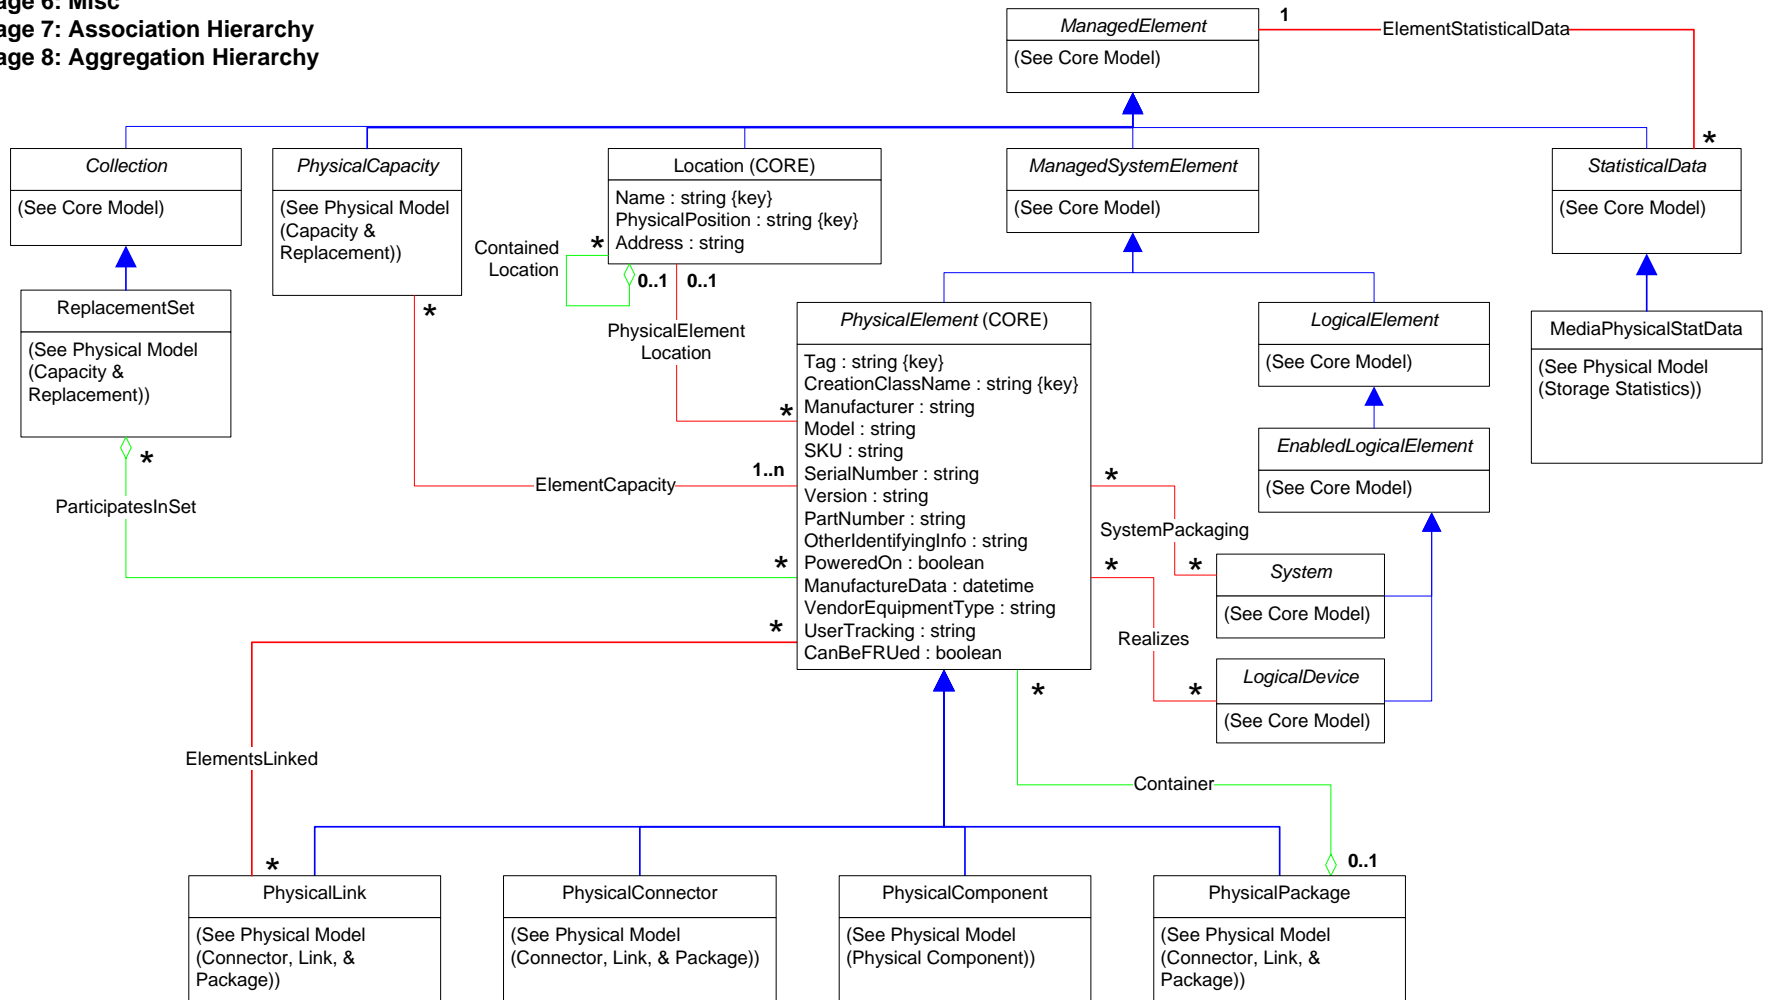 age 6: Misc
age 7: Association Hierarchy
age 8: Aggregation Hierarchy
ManagedElement
(See Core Model)
1
ElementStatisticalData
*
Collection
(See Core Model)
PhysicalCapacity
(See Physical Model
(Capacity &
Replacement))
Location (CORE)
Name : string {key}
PhysicalPosition : string {key}
Address : string
ManagedSystemElement
(See Core Model)
StatisticalData
(See Core Model)
Contained
Location
*
0..1
0..1
PhysicalElement
Location
*
ReplacementSet
(See Physical Model
(Capacity &
Replacement))
*
ParticipatesInSet
*
*
ElementCapacity
1..n
PhysicalElement (CORE)
Tag : string {key}
CreationClassName : string {key}
Manufacturer : string
Model : string
SKU : string
SerialNumber : string
Version : string
PartNumber : string
OtherIdentifyingInfo : string
PoweredOn : boolean
ManufactureData : datetime
VendorEquipmentType : string
UserTracking : string
CanBeFRUed : boolean
LogicalElement
(See Core Model)
MediaPhysicalStatData
(See Physical Model
(Storage Statistics))
EnabledLogicalElement
(See Core Model)
*
SystemPackaging
*
System
(See Core Model)
*
Realizes
*
LogicalDevice
(See Core Model)
*
ElementsLinked
*
*
Container
0..1
PhysicalLink
(See Physical Model
(Connector, Link, &
Package))
PhysicalConnector
(See Physical Model
(Connector, Link, & Package))
PhysicalComponent
(See Physical Model
(Physical Component))
PhysicalPackage
(See Physical Model
(Connector, Link, &
Package))